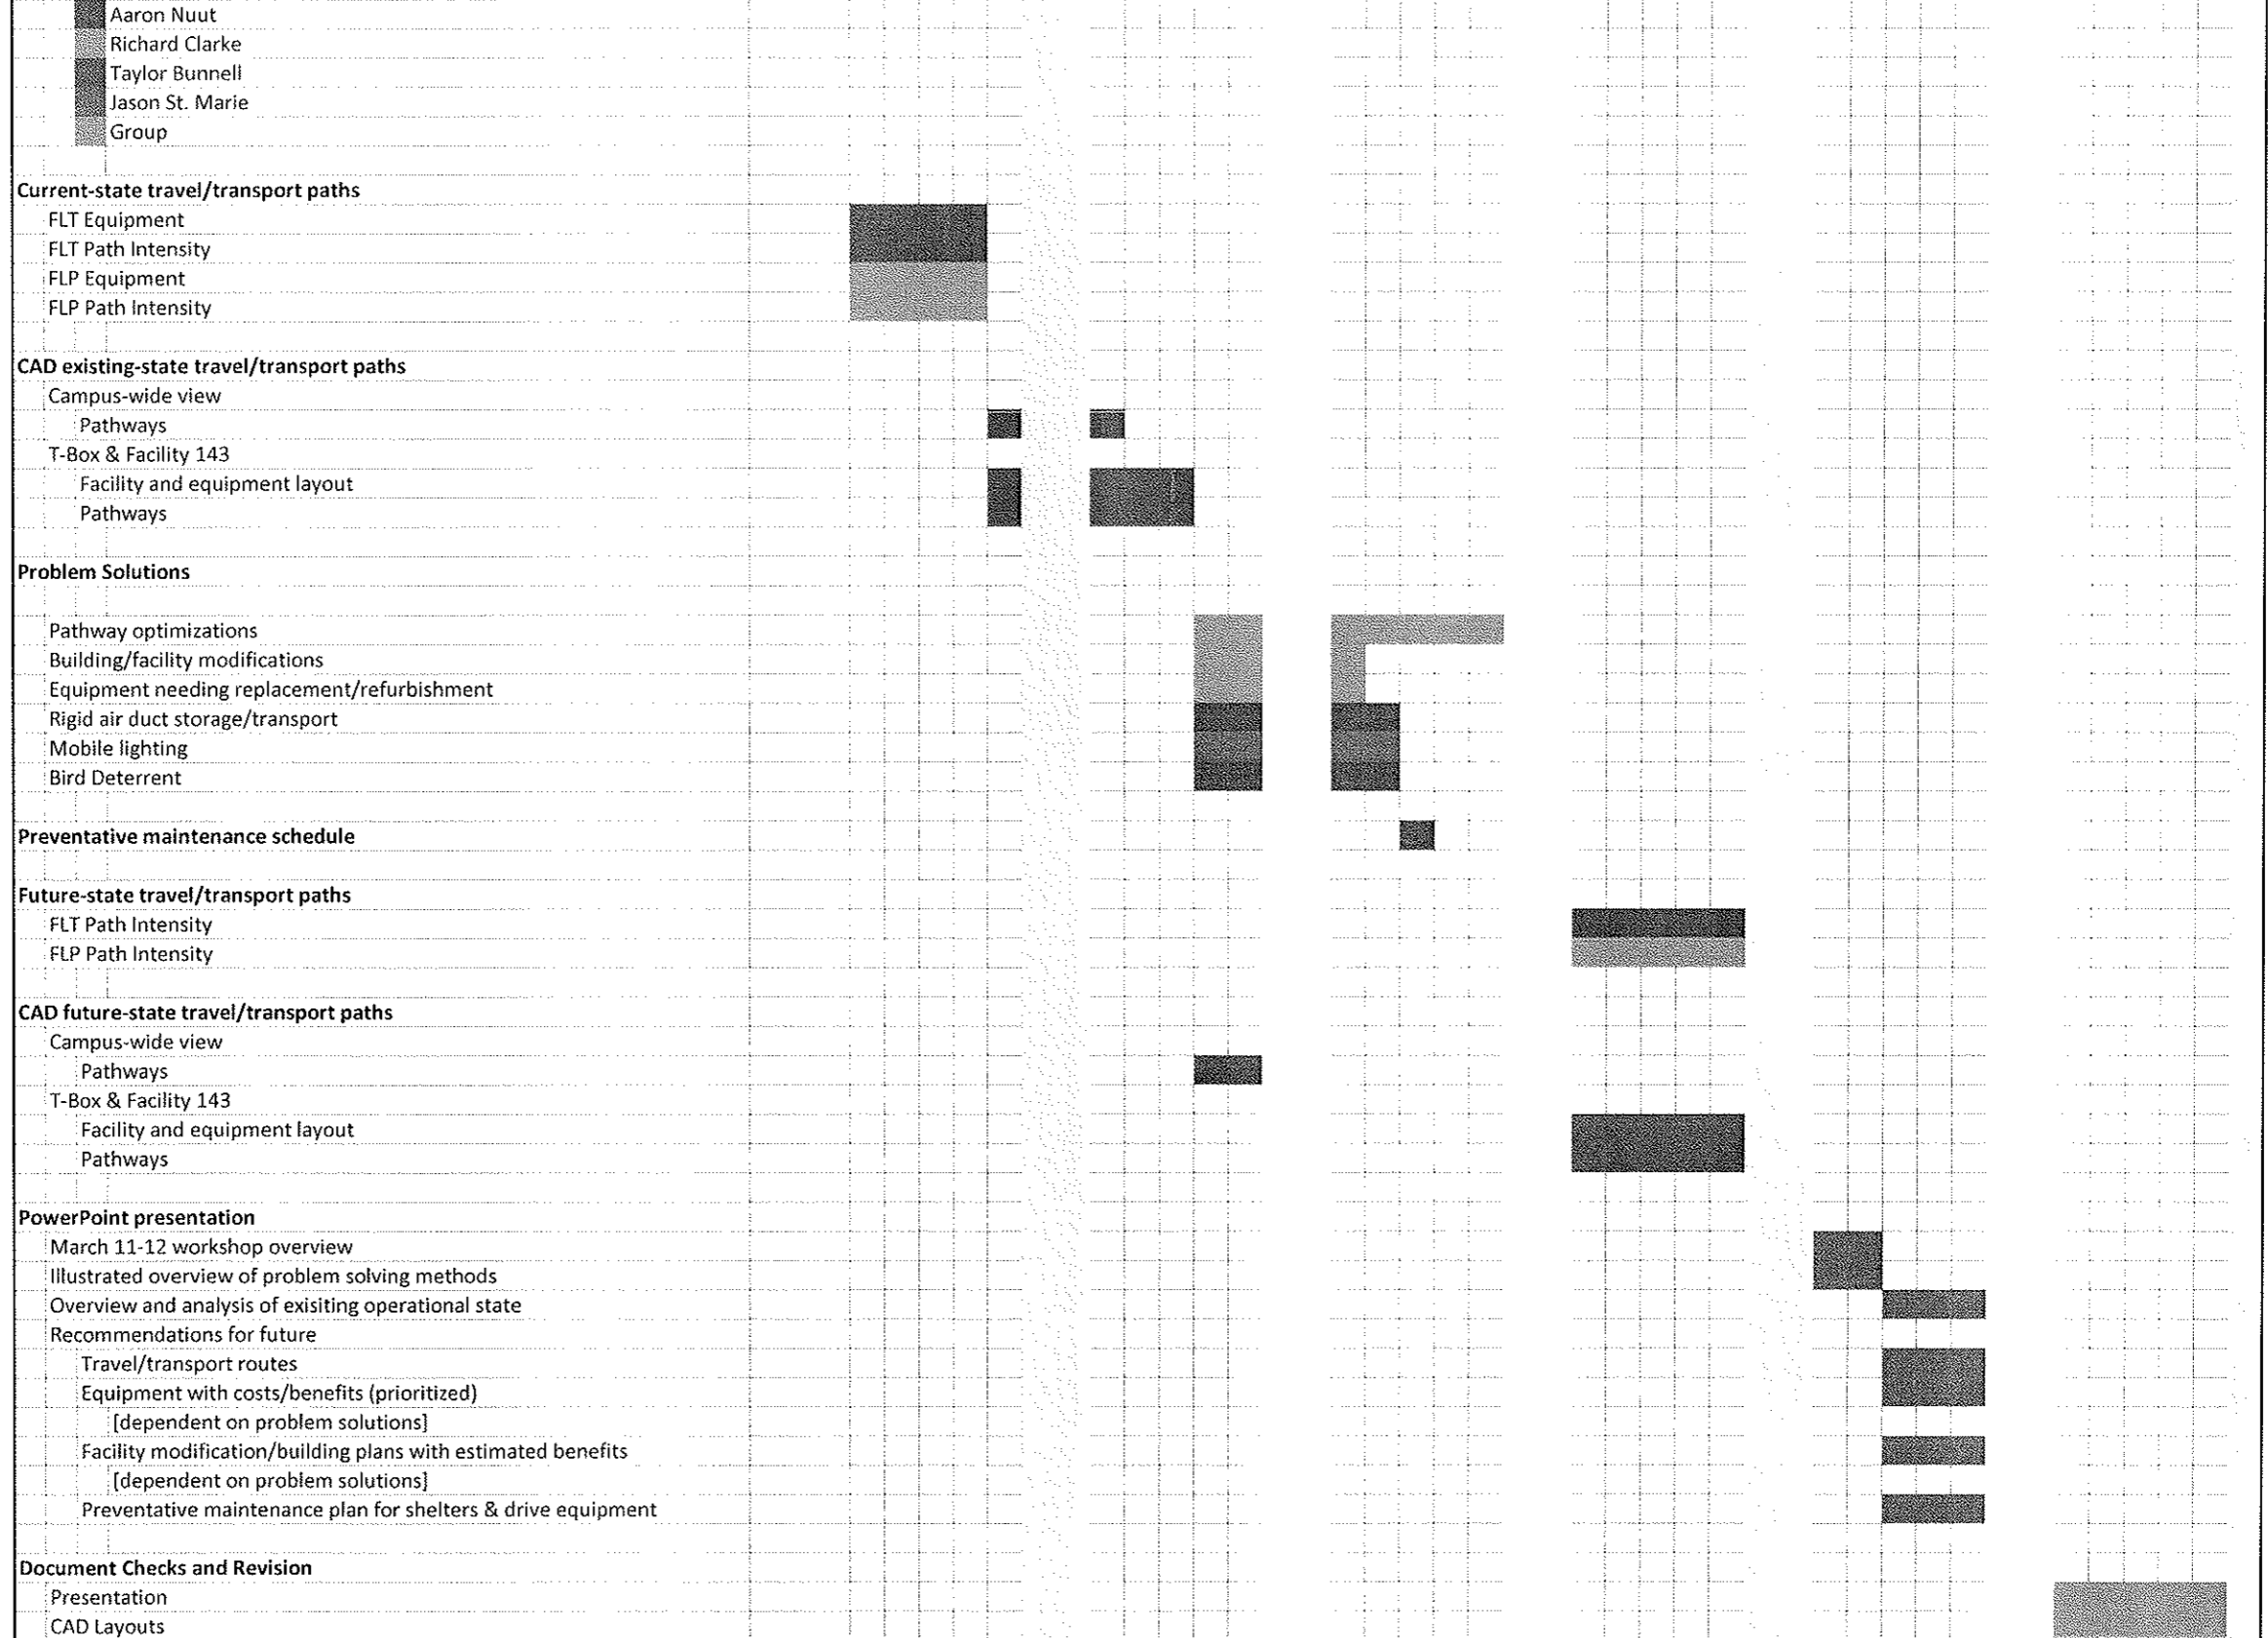 Aaron Nuut
Richard Clarke
Taylor Bunnell
Jason St. Marie
Group
Current-state travel/transport paths
FLT Equipment
FLT Path Intensity
FLP Equipment
FLP Path Intensity
CAD existing-state travel/transport paths
Campus-wide view
Pathways
T-Box & Facility 143
Facility and equipment layout
Pathways
Problem Solutions
Pathway optimizations
Building/facility modifications
Equipment needing replacement/refurbishment
Rigid air duct storage/transport
Mobile lighting
Bird Deterrent
Preventative maintenance schedule
Future-state travel/transport paths
FLT Path Intensity
FLP Path Intensity
CAD future-state travel/transport paths
Campus-wide view
Pathways
T-Box & Facility 143
Facility and equipment layout
Pathways
PowerPoint presentation
March 11-12 workshop overview
Illustrated overview of problem solving methods
Overview and analysis of exisiting operational state
Recommendations for future
Travel/transport routes
Equipment with costs/benefits (prioritized)
[dependent on problem solutions]
Facility modification/building plans with estimated benefits
[dependent on problem solutions]
Preventative maintenance plan for shelters & drive equipment
Document Checks and Revision
Presentation
CAD Layouts